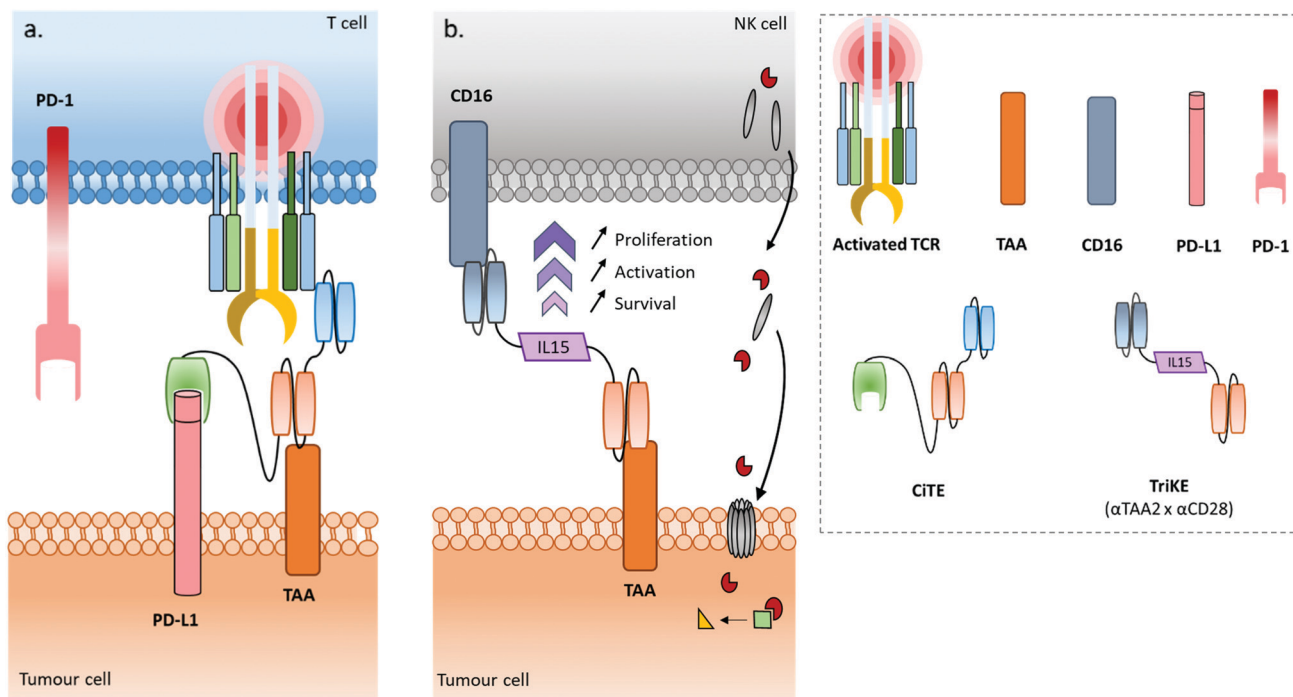 a.
T cell
PD-1
PD-L1
TAA
Tumour cell
b.
NK cell
CD16
Proliferation
Activation
Survival
IL15
TAA
Tumour cell
Activated TCR
TAA
CD16
PD-L1
PD-1
CiTE
IL15
TriKE
(αTAA2 x αCD28)